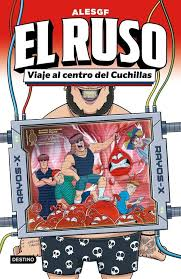 ALESGF
EL RUSO
Viaje al centro del Cuchillas
RAYOS-X
RAYOS-X
DESTINO